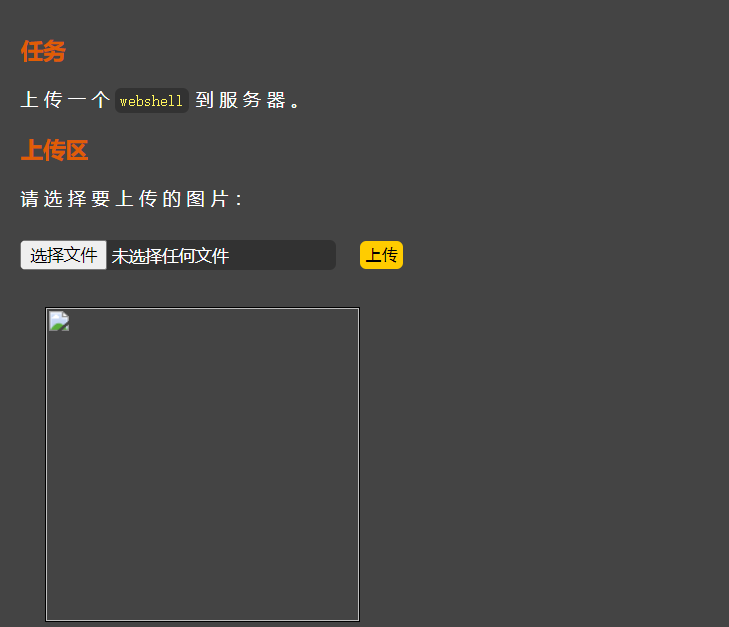 任务
上传一个 webshell 到服务器。
上传区
请选择要上传的图片：
选择文件 未选择任何文件 上传